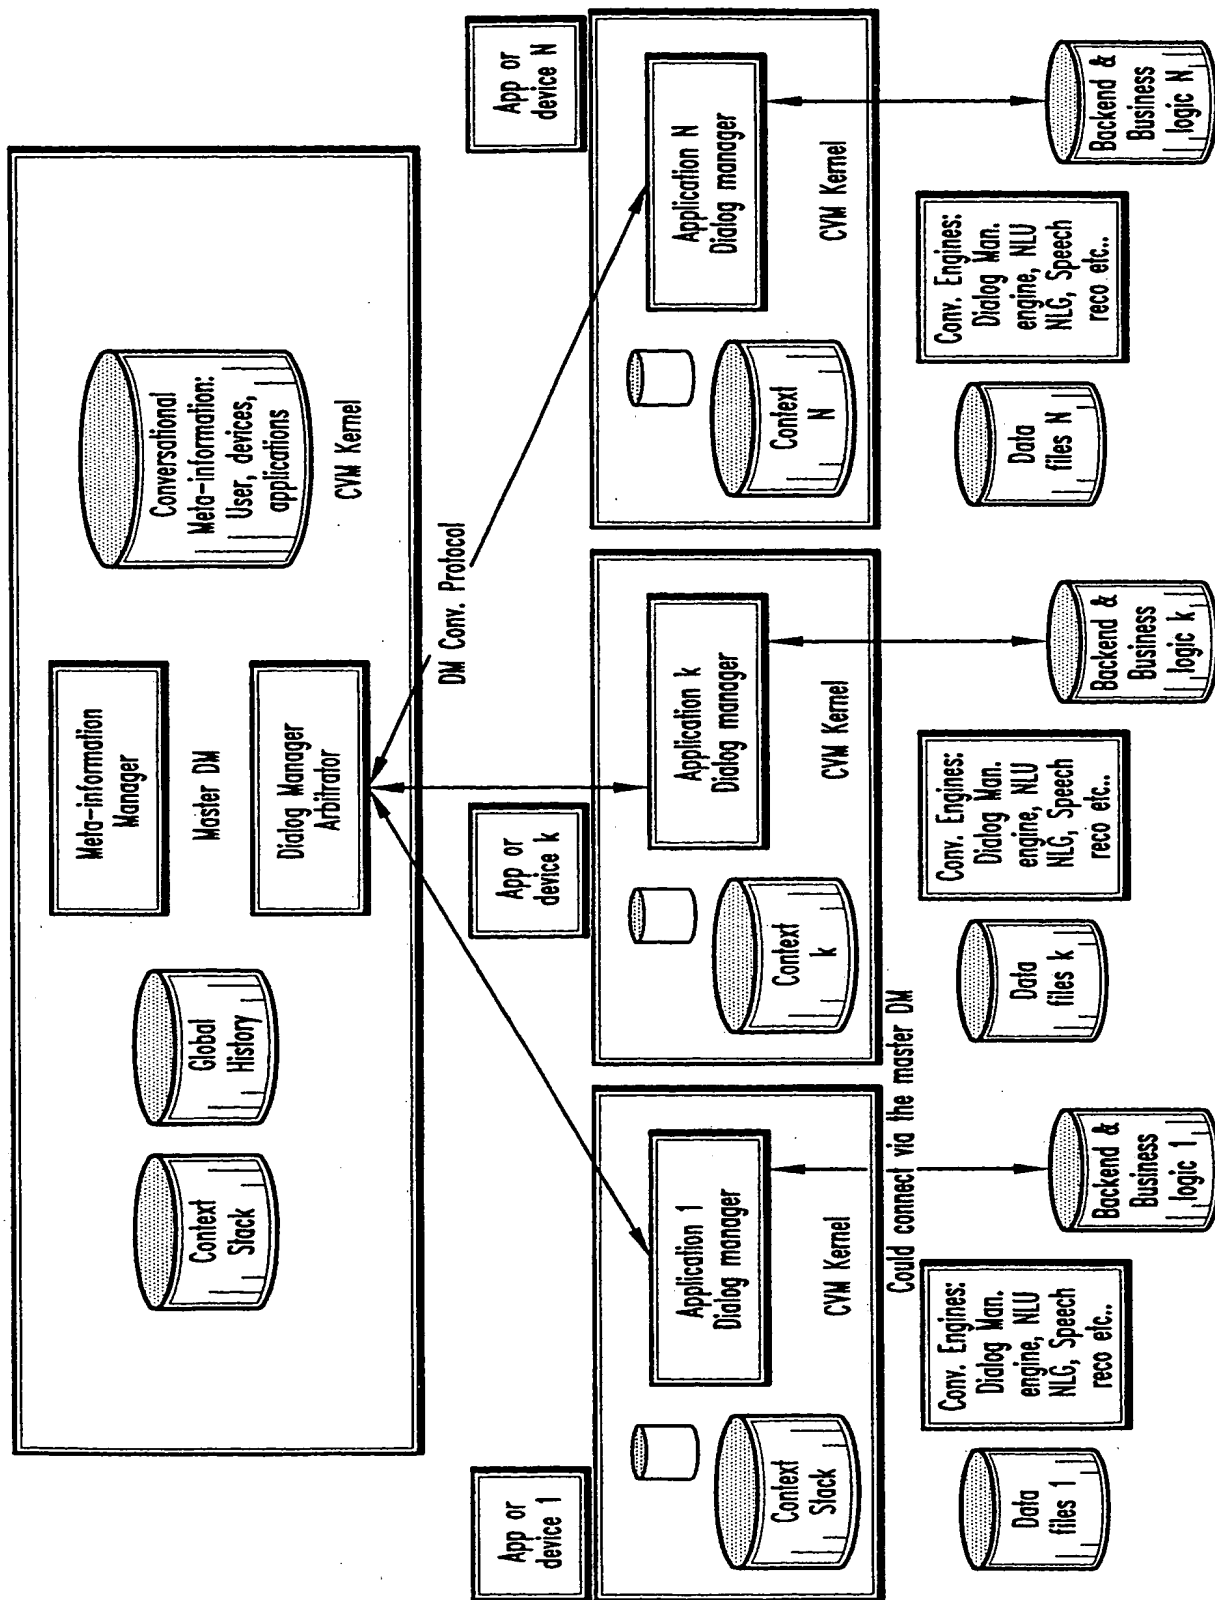 Context
Stack
Global
History
Meta-information
Manager
Master DM
Dialog Manager
Arbitrator
Conversational
Meta-information:
User, devices,
applications
CVM Kernel
DM Conv. Protocol
App or
device 1
App or
device k
App or
device N
Application 1
Dialog manager
Context
Stack
CVM Kernel
Application k
Dialog manager
Context
k
CVM Kernel
Application N
Dialog manager
Context
N
CVM Kernel
Could connect via the master DM
Data
files 1
Conv. Engines:
Dialog Man.
engine, NLU
NLG, Speech
reco etc..
Backend &
Business
logic 1
Data
files k
Conv. Engines:
Dialog Man.
engine, NLU
NLG, Speech
reco etc..
Backend &
Business
logic k
Data
files N
Conv. Engines:
Dialog Man.
engine, NLU
NLG, Speech
reco etc..
Backend &
Business
logic N